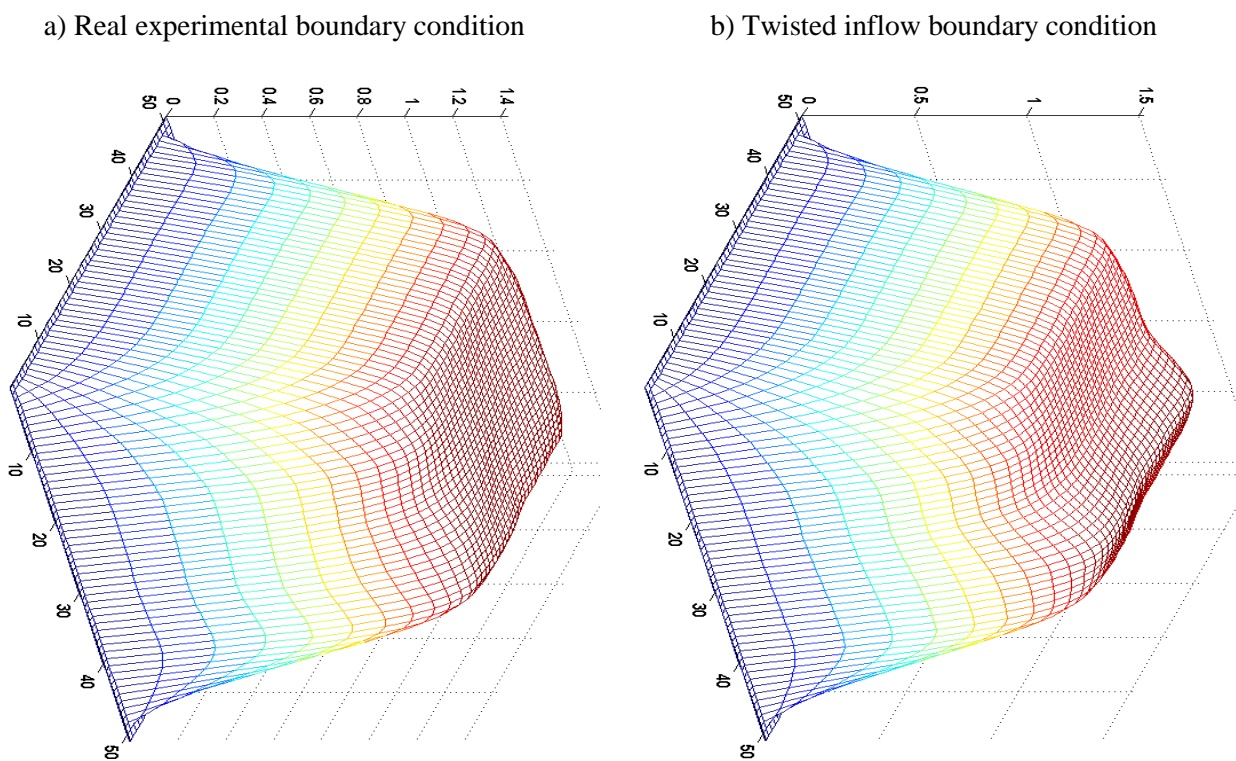 a) Real experimental boundary condition
b) Twisted inflow boundary condition
0 0.2 0.4 0.6 0.8 1 1.2 1.4
50 40 30 20 10
10 20 30 40 50
0 0.5 1 1.5
50 40 30 20 10
10 20 30 40 50